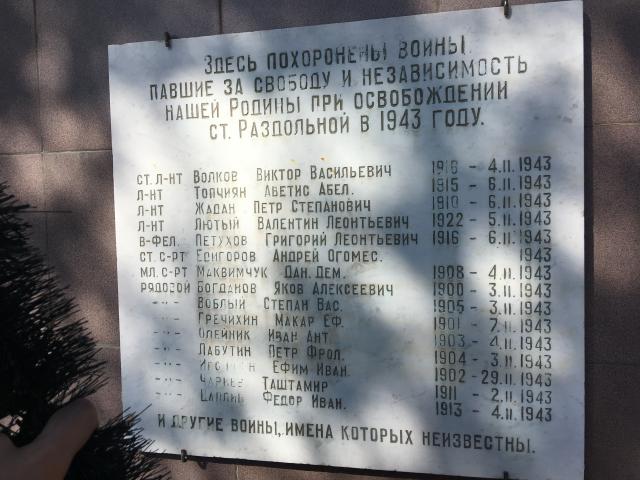 Здесь похоронены воины,
павшие за свободу и независимость
нашей Родины при освобождении
ст. Раздольной в 1943 году.
ст. л-нт Волков Виктор Васильевич 1916 - 4.II.1943
л-нт Топчиян Аветис Абел. 1915 - 6.II.1943
л-нт Жадан Петр Степанович 1910 - 6.II.1943
л-нт Лютый Валентин Леонтьевич 1922 - 5.II.1943
в-фел. Петухов Григорий Леонтьевич 1916 - 6.II.1943
ст. с-рт Едигоров Андрей Огомес. 1943
мл. с-рт Маквимчук Дан. Дем. 1908 - 4.II.1943
рядовой Богданов Яков Алексеевич 1900 - 3.II.1943
-"- Воблый Степан Вас. 1905 - 3.II.1943
-"- Гречихин Макар Еф. 1901 - 7.II.1943
-"- Олейник Иван Ант. 1903 - 4.II.1943
-"- Лабутин Петр Фрол. 1904 - 3.II.1943
-"- Ефим Иван. 1902 - 29.II.1943
-"- Таштамир 1911 - 2.II.1943
-"- Федор Иван. 1913 - 4.II.1943
и другие воины, имена которых неизвестны.